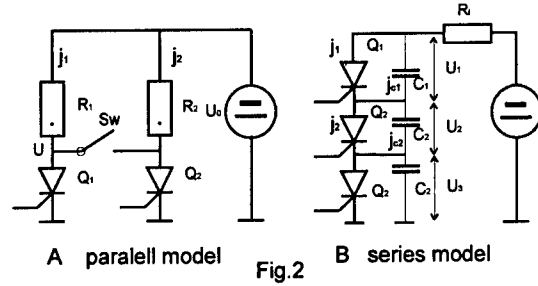 j1
j2
R1
R2
U0
Sw
U
Q1
Q2
A paralell model
Ri
j1
Q1
jc1
C1
U1
j2
Q2
jc2
C2
U2
Q2
C2
U3
B series model
Fig.2